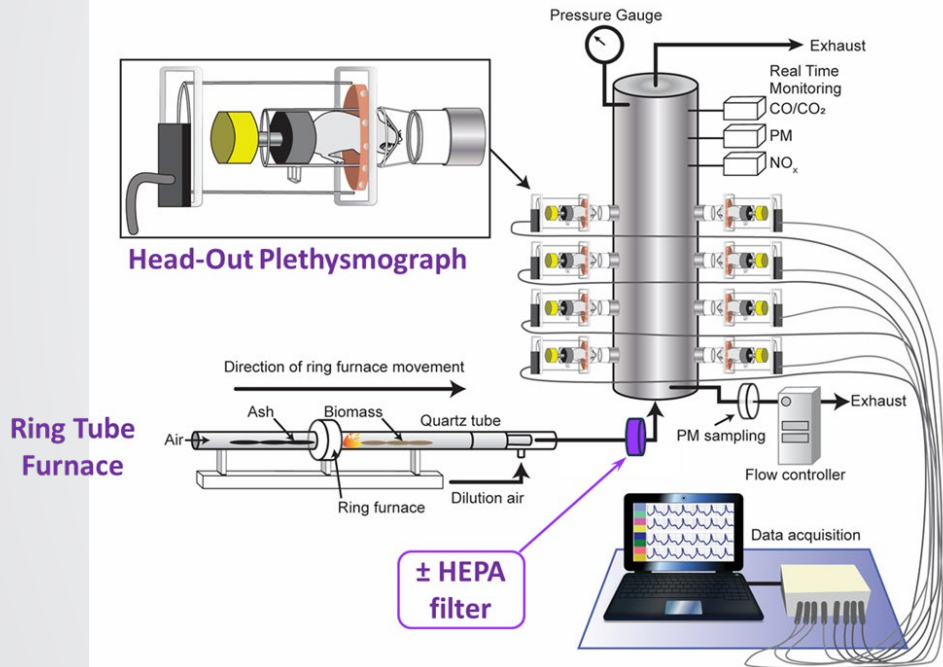 Pressure Gauge
Exhaust
Real Time
Monitoring
CO/CO₂
PM
NOₓ
Head-Out Plethysmograph
Direction of ring furnace movement
Ring Tube
Furnace
Air
Ash
Biomass
Quartz tube
Ring furnace
Dilution air
PM sampling
Exhaust
Flow controller
± HEPA
filter
Data acquisition